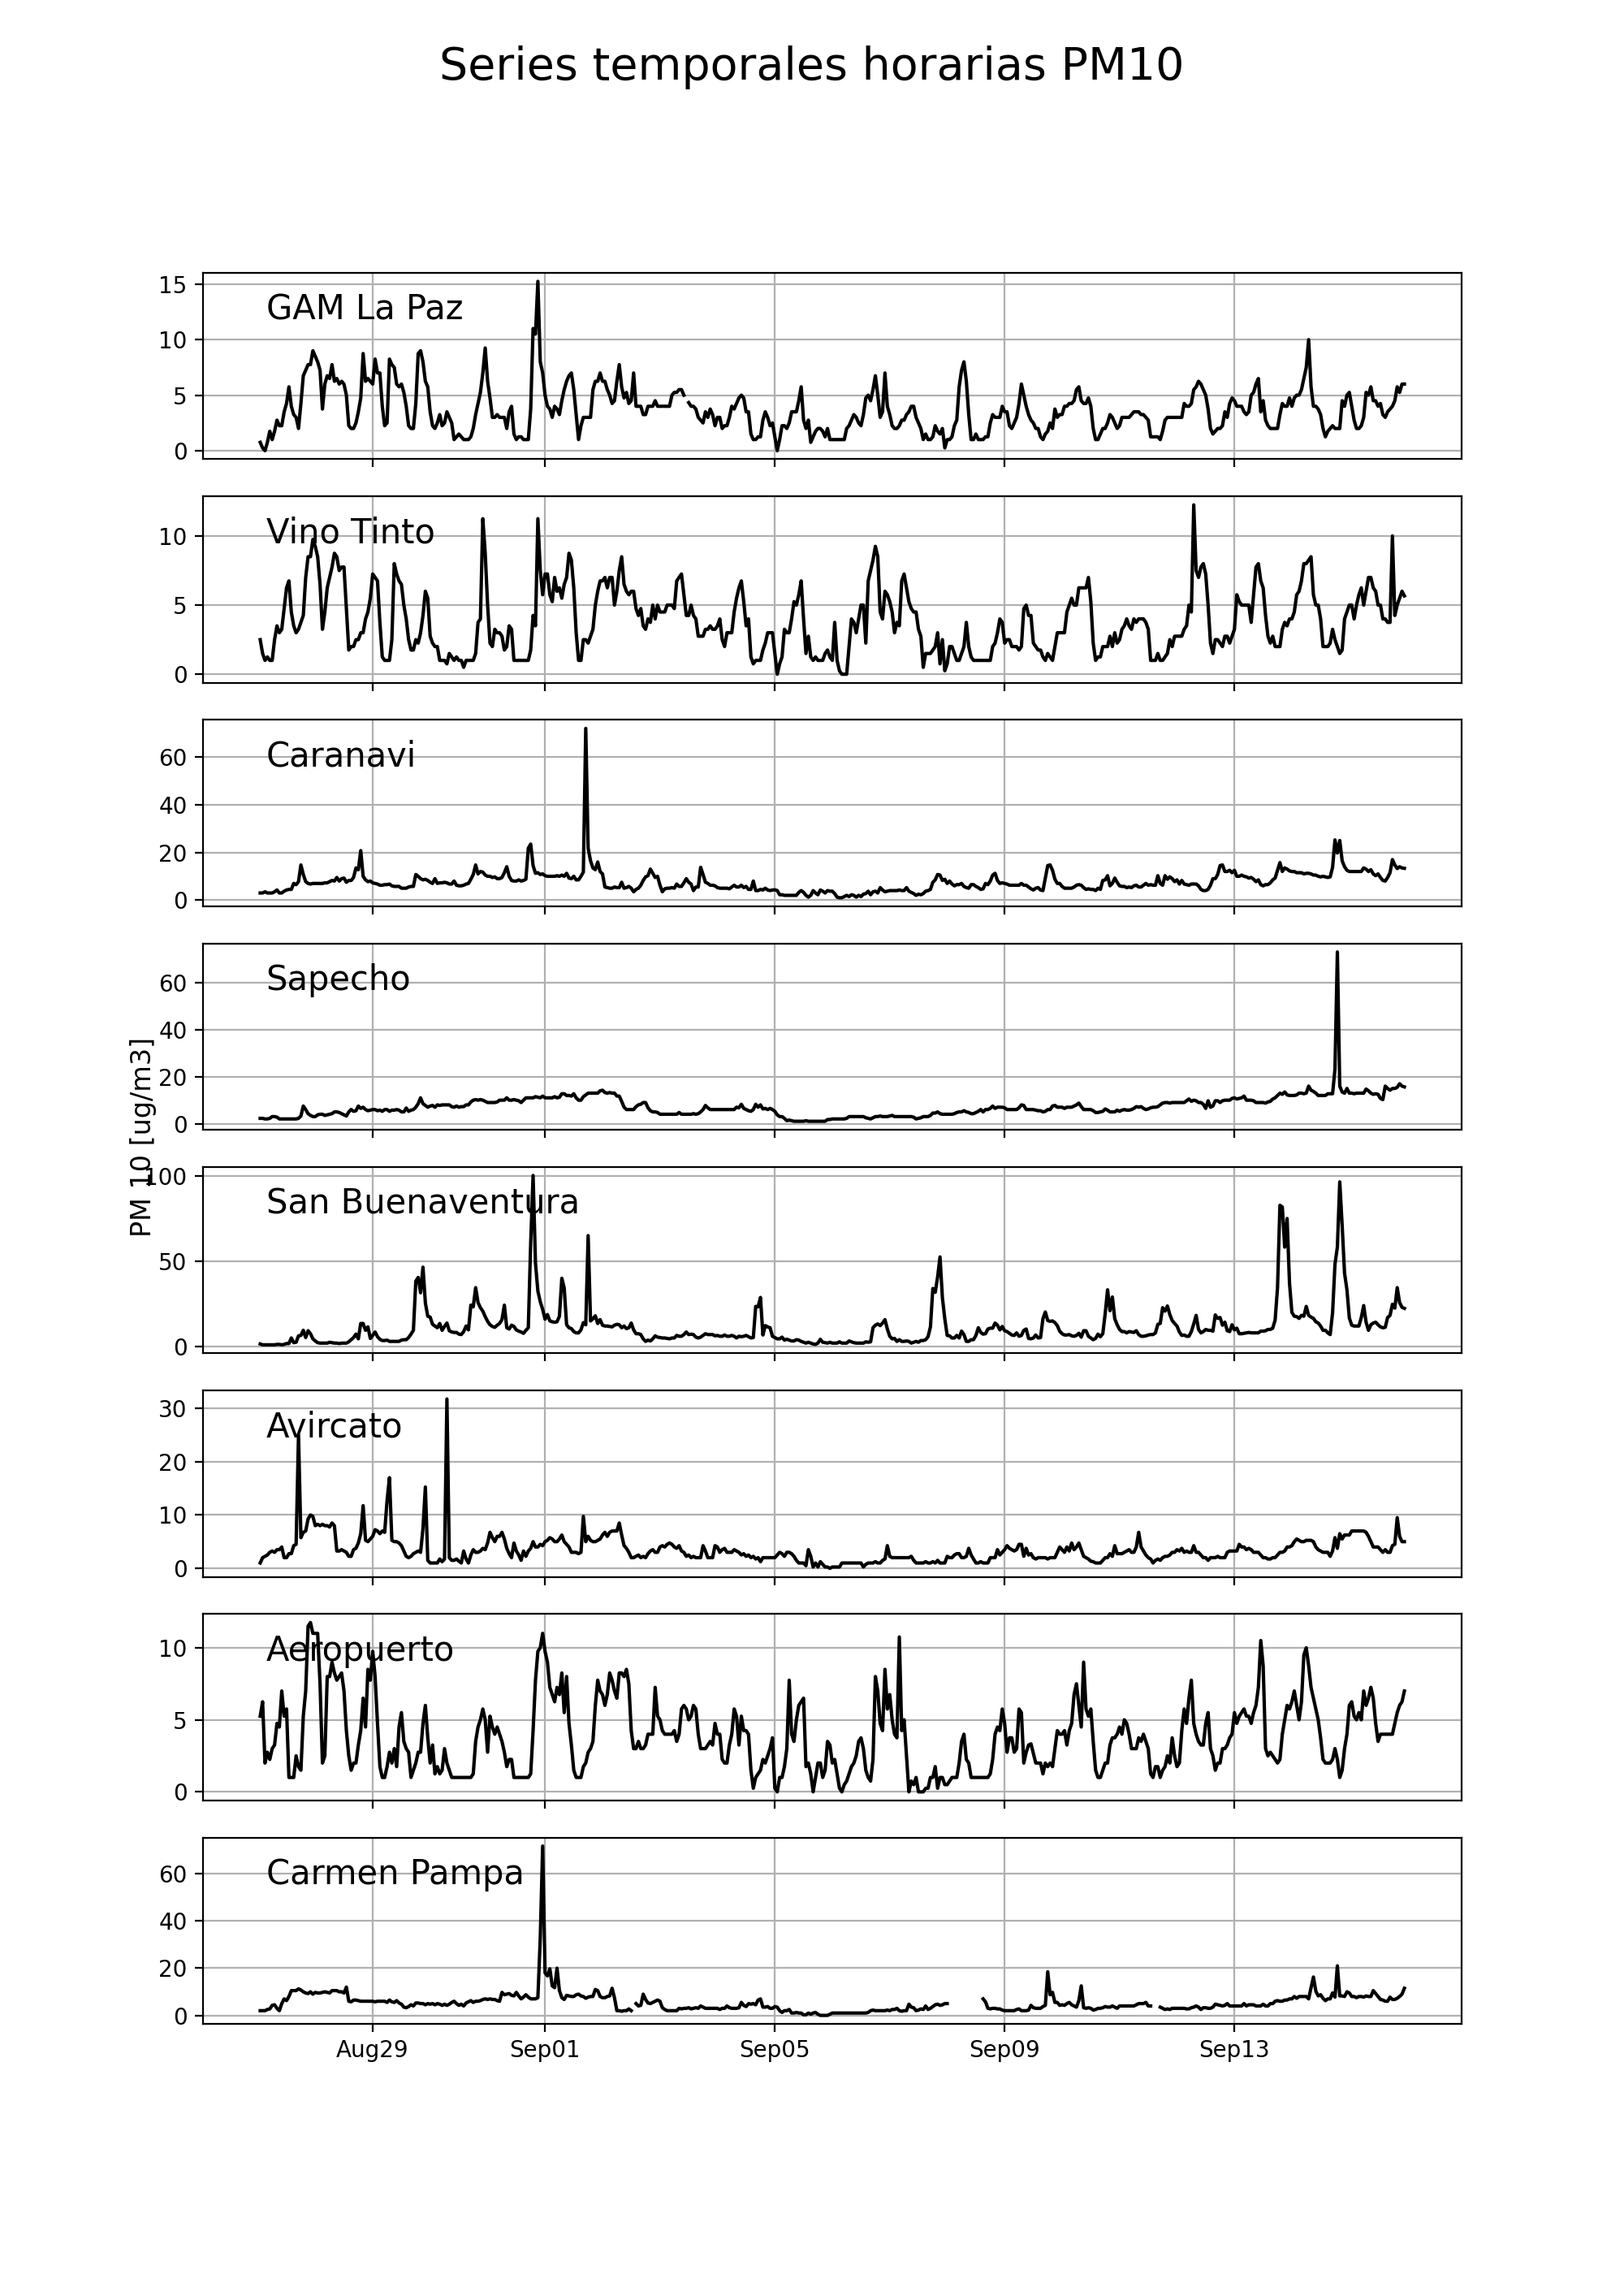 Series temporales horarias PM10
PM 10 [ug/m3]
GAM La Paz
15
10
5
0
Vino Tinto
10
5
0
Caranavi
60
40
20
0
Sapecho
60
40
20
0
San Buenaventura
100
50
0
Avircato
30
20
10
0
Aeropuerto
10
5
0
Carmen Pampa
60
40
20
0
Aug29 Sep01 Sep05 Sep09 Sep13